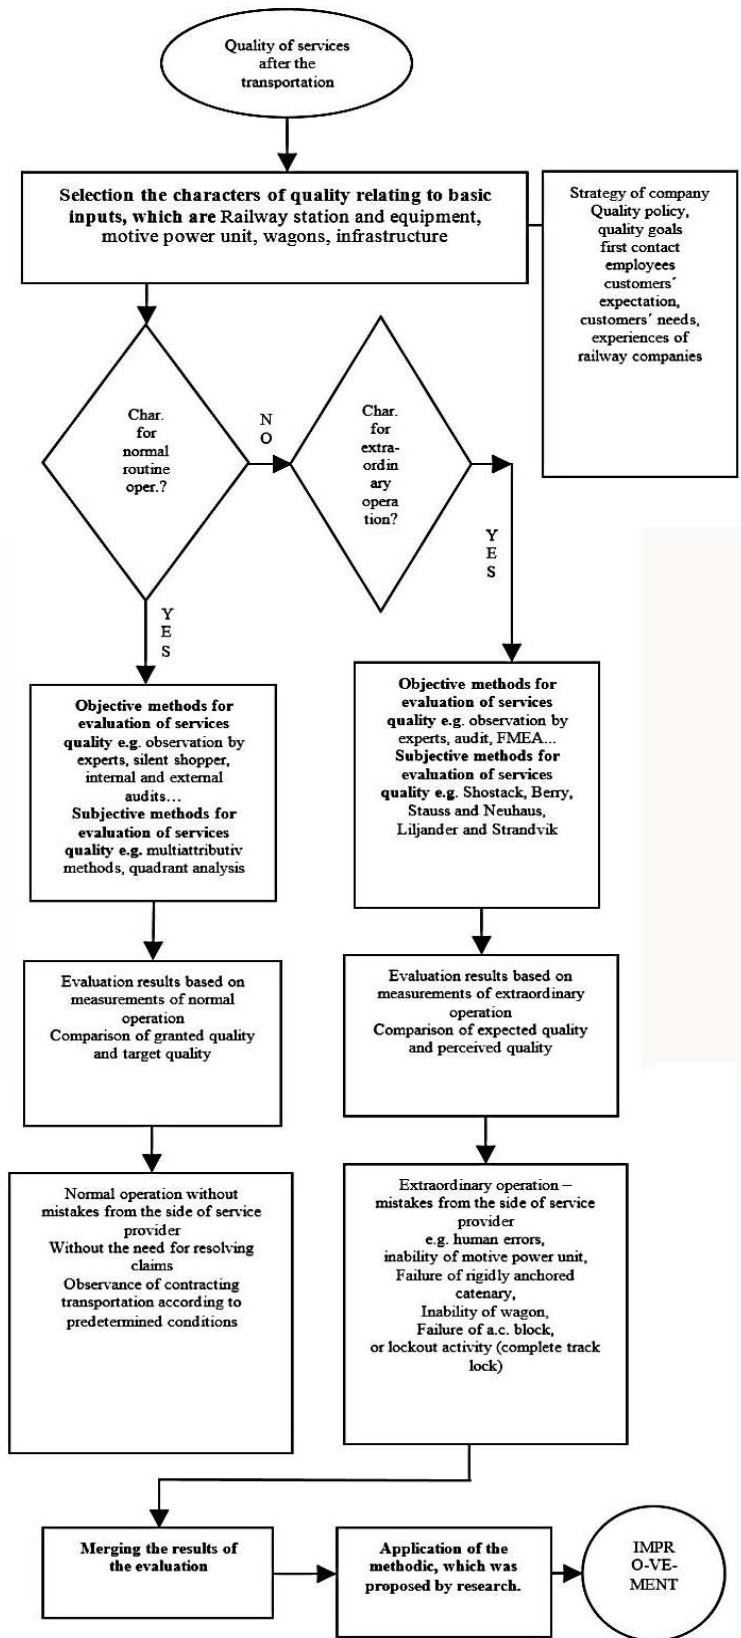 Quality of services
after the
transportation
Selection the characters of quality relating to basic
inputs, which are Railway station and equipment,
motive power unit, wagons, infrastructure
Strategy of company
Quality policy,
quality goals
first contact
employees
customers´
expectation,
customers´ needs,
experiences of
railway companies
Char.
for
normal
routine
oper.?
N
O
Char.
for
extra-
ordin
ary
opera
tion?
Y
E
S
Y
E
S
Objective methods for
evaluation of services
quality e.g. observation by
experts, silent shopper,
internal and external
audits...
Subjective methods for
evaluation of services
quality e.g. multiattributiv
methods, quadrant analysis
Objective methods for
evaluation of services
quality e.g. observation by
experts, audit, FMEA...
Subjective methods for
evaluation of services
quality e.g. Shostack, Berry,
Stauss and Neuhaus,
Liljander and Strandvik
Evaluation results based on
measurements of normal
operation
Comparison of granted quality
and target quality
Evaluation results based on
measurements of extraordinary
operation
Comparison of expected quality
and perceived quality
Normal operation without
mistakes from the side of service
provider
Without the need for resolving
claims
Observance of contracting
transportation according to
predetermined conditions
Extraordinary operation –
mistakes from the side of service
provider
e.g. human errors,
inability of motive power unit,
Failure of rigidly anchored
catenary,
Inability of wagon,
Failure of a.c. block,
or lockout activity (complete track
lock)
Merging the results of
the evaluation
Application of the
methodic, which was
proposed by research.
IMPR
O-VE-
MENT